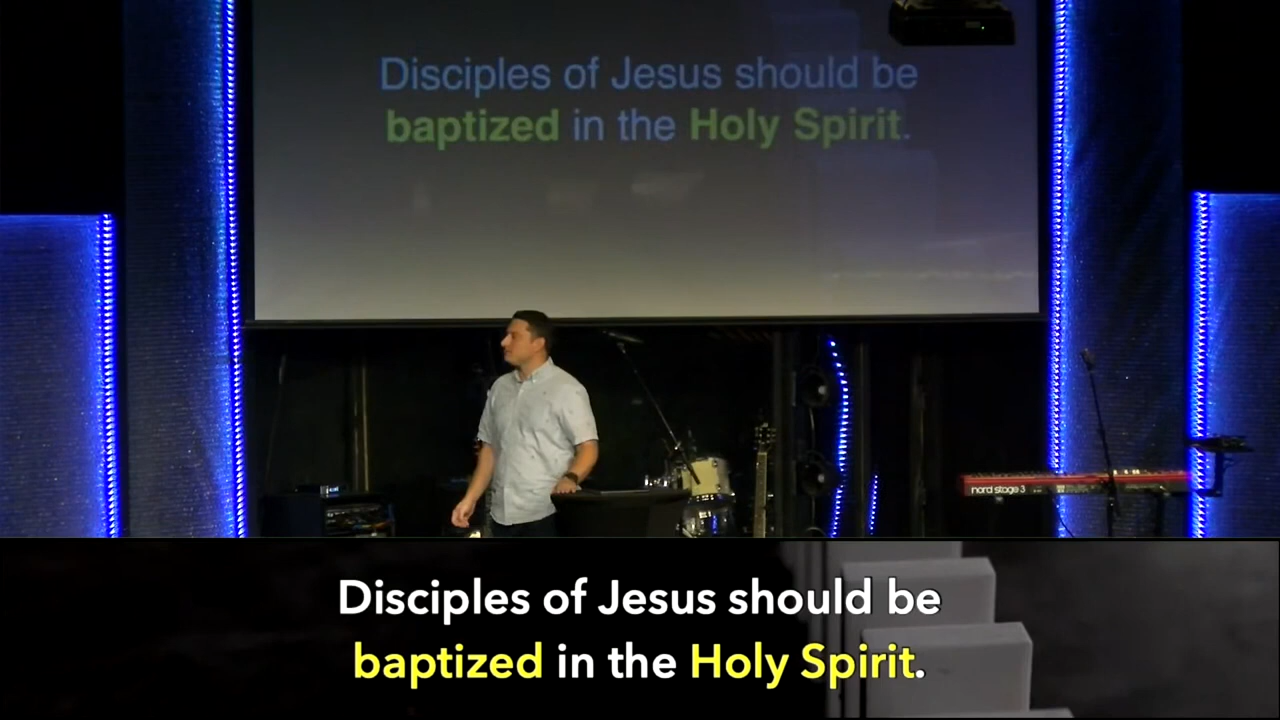 Disciples of Jesus should be
baptized in the Holy Spirit.
nord stage 3
Disciples of Jesus should be
baptized in the Holy Spirit.